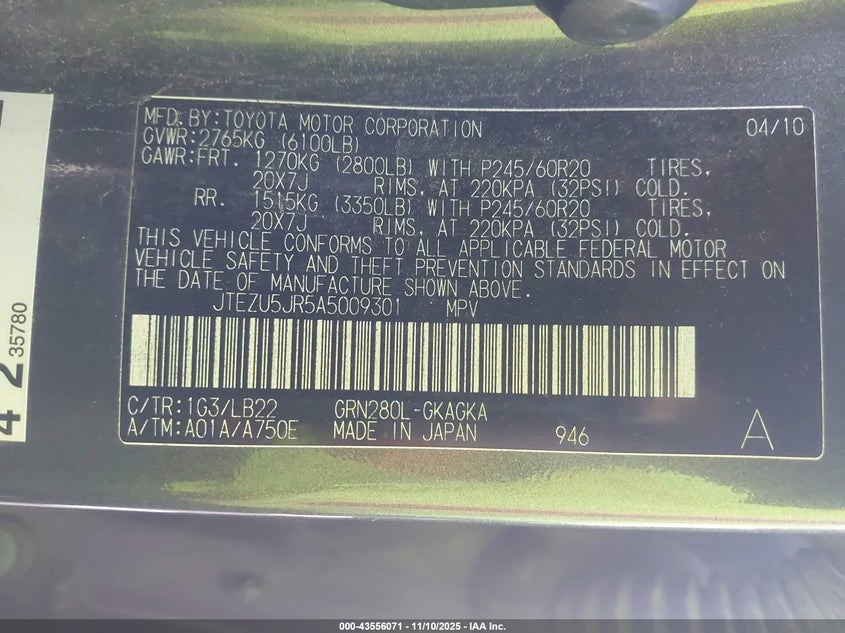 MFD. BY:TOYOTA MOTOR CORPORATION 04/10
GVWR:2765KG (6100LB)
GAWR:FRT. 1270KG (2800LB) WITH P245/60R20 TIRES,
20X7J RIMS, AT 220KPA (32PSI) COLD.
RR. 1515KG (3350LB) WITH P245/60R20 TIRES,
20X7J RIMS, AT 220KPA (32PSI) COLD.
THIS VEHICLE CONFORMS TO ALL APPLICABLE FEDERAL MOTOR
VEHICLE SAFETY AND THEFT PREVENTION STANDARDS IN EFFECT ON
THE DATE OF MANUFACTURE SHOWN ABOVE.
JTEZU5JR5A5009301 MPV
C/TR:1G3/LB22 GRN280L-GKAGKA
A/TM:A01A/A750E MADE IN JAPAN 946 A
4 2 35780
000-43556071 - 11/10/2025 - IAA Inc.